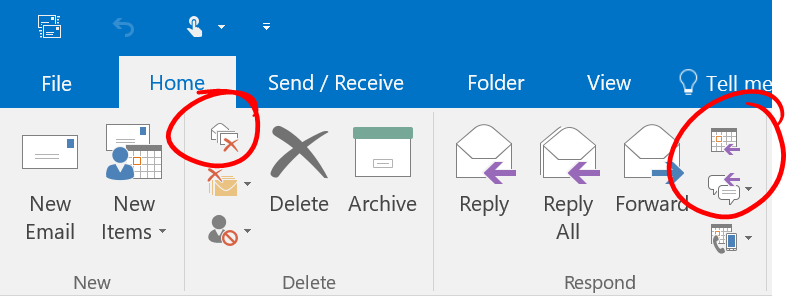 File Home Send / Receive Folder View Tell me
New Email
New Items
Delete
Archive
Reply
Reply All
Forward
New Delete Respond